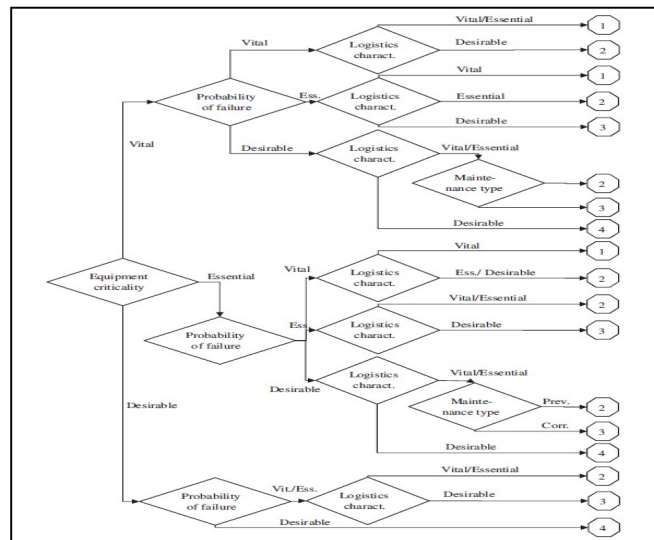 Vital/Essential
1
Vital
Logistics
charact.
Desirable
2
Vital
1
Probability
of failure
Ess.
Logistics
charact.
Essential
2
Desirable
3
Vital
Desirable
Logistics
charact.
Vital/Essential
Mainte-
nance type
2
3
Desirable
4
Vital
1
Equipment
criticality
Essential
Vital
Logistics
charact.
Ess./ Desirable
2
Vital/Essential
2
Probability
of failure
Ess.
Logistics
charact.
Desirable
3
Desirable
Logistics
charact.
Vital/Essential
Mainte-
nance type
Prev.
2
Corr.
3
Desirable
Desirable
4
Vital/Essential
2
Probability
of failure
Vit./Ess.
Logistics
charact.
Desirable
3
Desirable
4